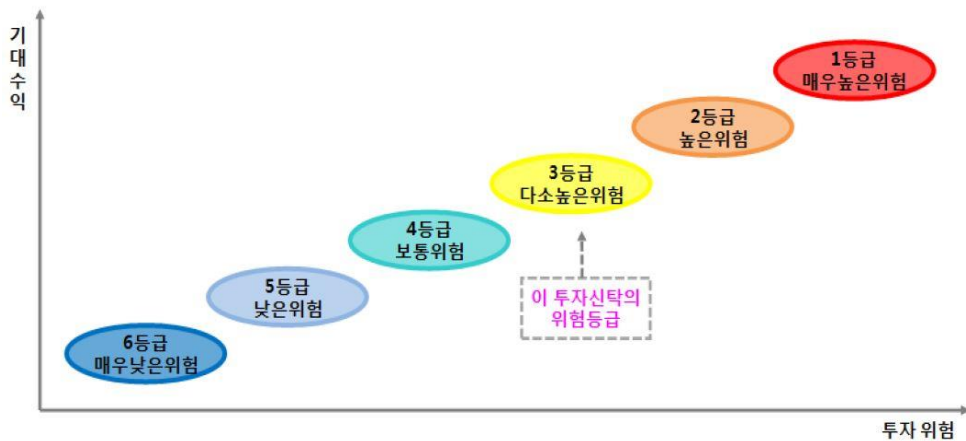 기대수익
1등급
매우높은위험
2등급
높은위험
3등급
다소높은위험
4등급
보통위험
이 투자신탁의
위험등급
5등급
낮은위험
6등급
매우낮은위험
투자 위험